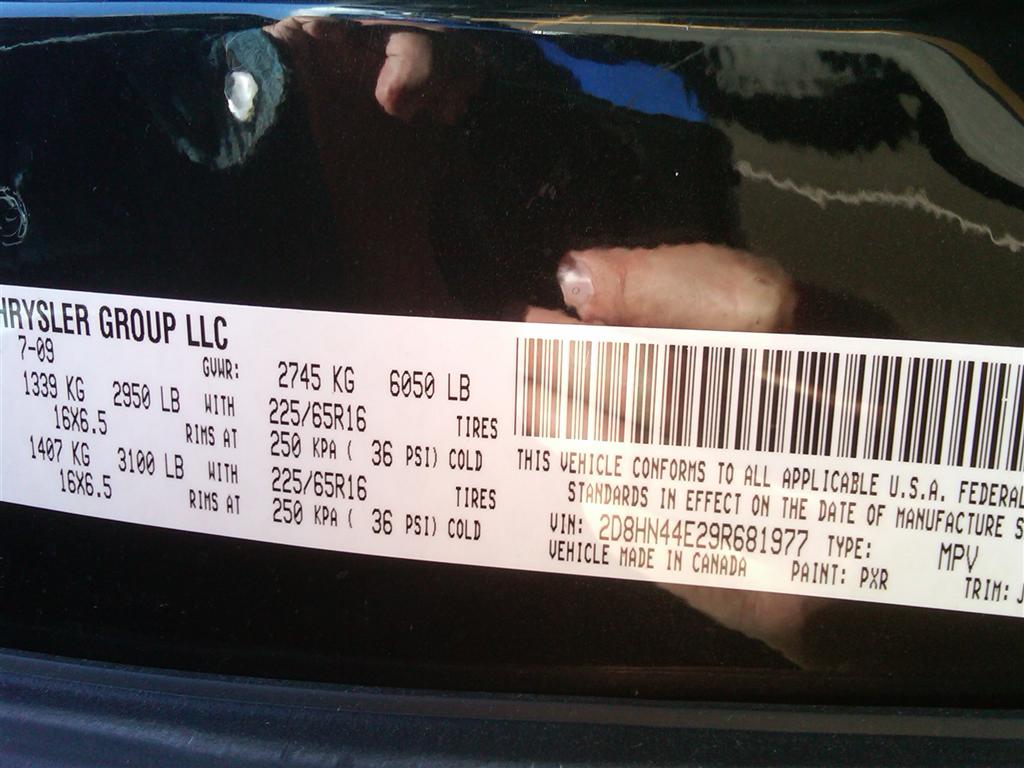 HRYSLER GROUP LLC
7-09
GVWR: 2745 KG 6050 LB
1339 KG 2950 LB WITH 225/65R16 TIRES
16X6.5 RIMS AT 250 KPA ( 36 PSI) COLD
1407 KG 3100 LB WITH 225/65R16 TIRES
16X6.5 RIMS AT 250 KPA ( 36 PSI) COLD
THIS VEHICLE CONFORMS TO ALL APPLICABLE U.S.A. FEDERAL
STANDARDS IN EFFECT ON THE DATE OF MANUFACTURE S
VIN: 2D8HN44E29R681977 TYPE: MPV
VEHICLE MADE IN CANADA PAINT: PXR TRIM: J